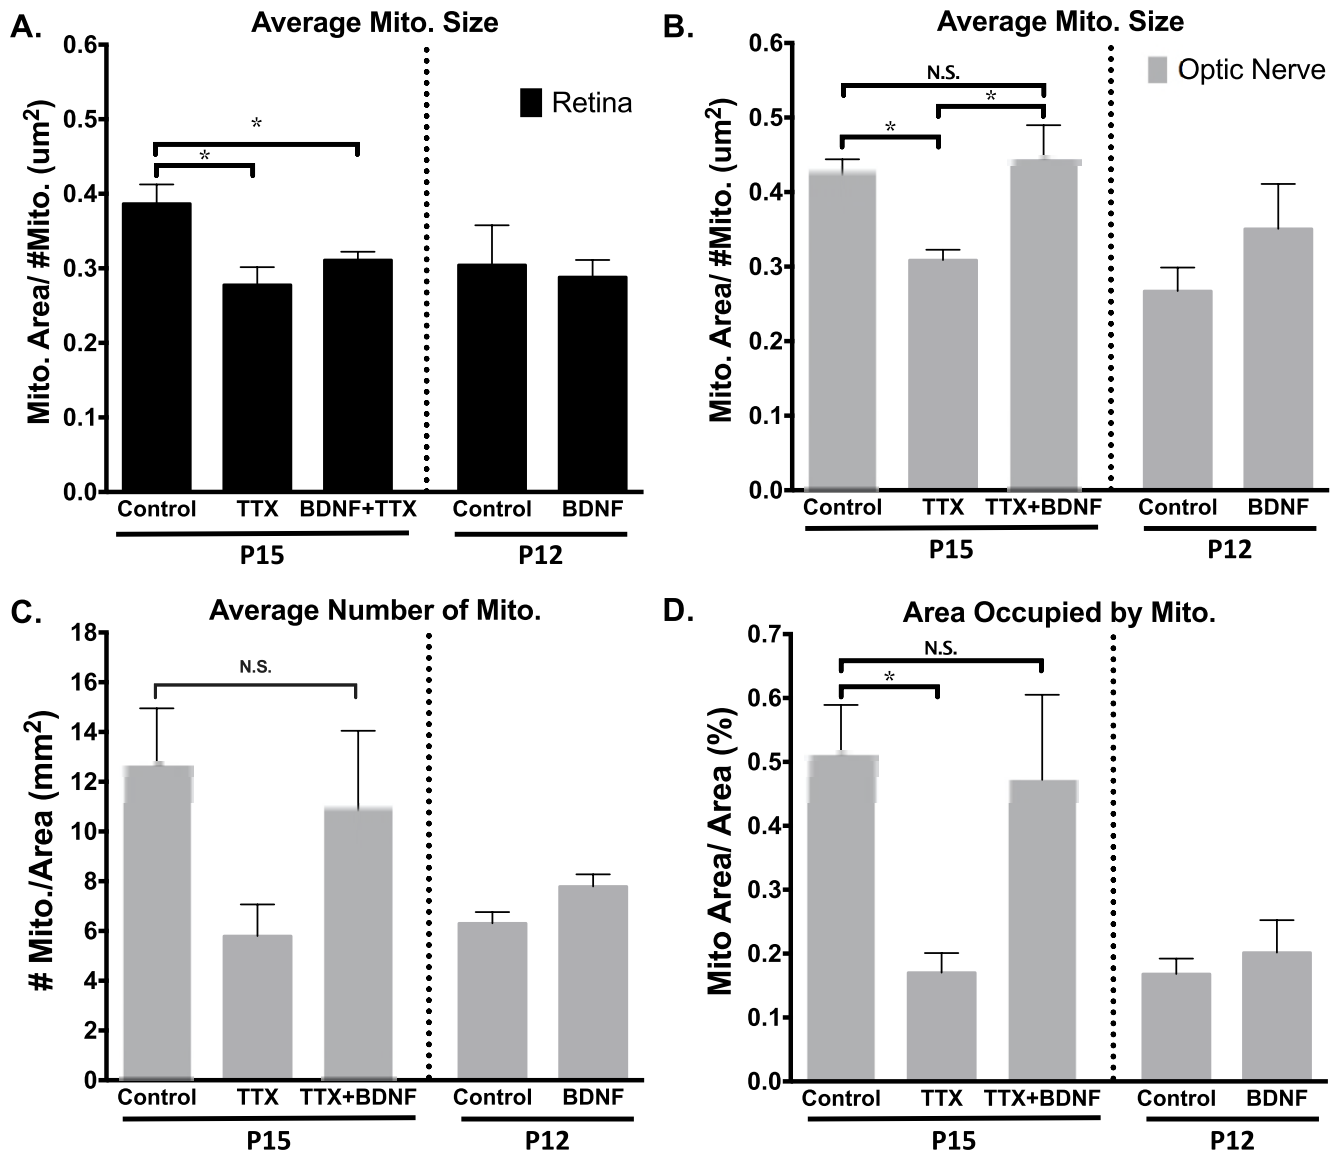 A.
Average Mito. Size
Mito. Area/ #Mito. (um2)
0.6
0.5
0.4
0.3
0.2
0.1
0.0
*
*
Retina
Control TTX BDNF+TTX Control BDNF
P15 P12
B.
Average Mito. Size
Mito. Area/ #Mito. (um2)
0.6
0.5
0.4
0.3
0.2
0.1
0.0
N.S.
*
*
Optic Nerve
Control TTX TTX+BDNF Control BDNF
P15 P12
C.
Average Number of Mito.
# Mito./Area (mm2)
18
16
14
12
10
8
6
4
2
0
N.S.
Control TTX TTX+BDNF Control BDNF
P15 P12
D.
Area Occupied by Mito.
Mito Area/ Area (%)
0.7
0.6
0.5
0.4
0.3
0.2
0.1
0.0
N.S.
*
Control TTX TTX+BDNF Control BDNF
P15 P12